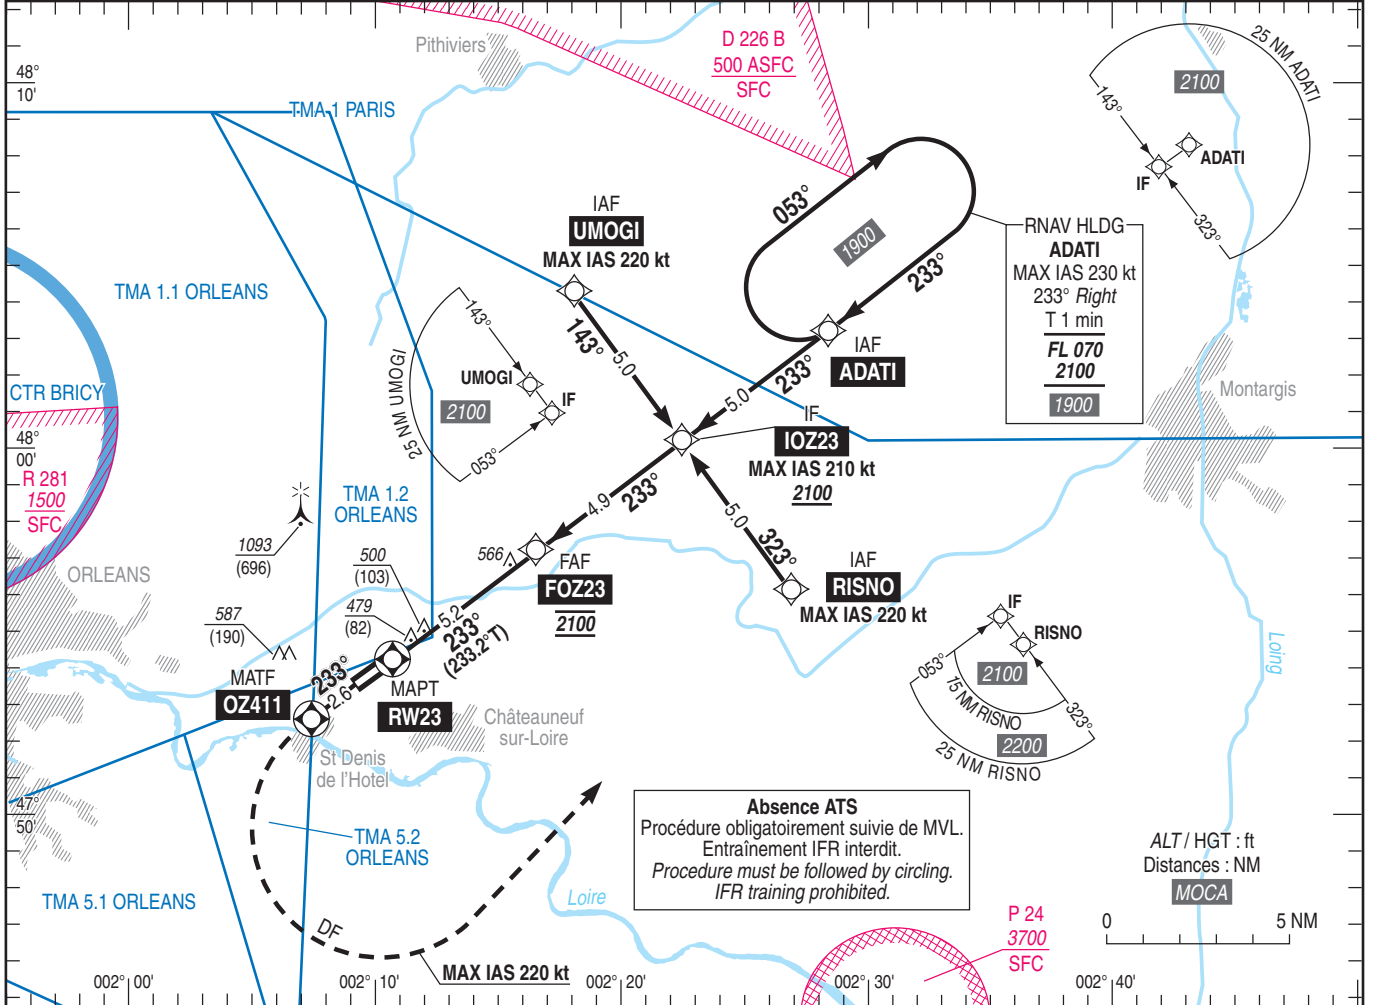 Pithiviers
D 226 B
500 ASFC
SFC
25 NM ADATI
2100
143°
ADATI
IF
323°
48°
10'
TMA 1 PARIS
IAF
UMOGI
MAX IAS 220 kt
053°
1900
233°
RNAV HLDG
ADATI
MAX IAS 230 kt
233° Right
T 1 min
FL 070
2100
1900
TMA 1.1 ORLEANS
143°
5.0
IAF
ADATI
233°
5.0
25 NM UMOGI
143°
UMOGI
IF
2100
053°
CTR BRICY
48°
00'
R 281
1500
SFC
IF
IOZ23
MAX IAS 210 kt
2100
Montargis
TMA 1.2
ORLEANS
4.9
233°
5.0
323°
1093
(696)
500
(103)
566
FAF
FOZ23
2100
IAF
RISNO
MAX IAS 220 kt
ORLEANS
587
(190)
479
(82)
5.2
233°
(233.2°T)
IF
RISNO
053°
2100
15 NM RISNO
323°
2200
25 NM RISNO
Loing
MATF
OZ411
233°
2.6
MAPT
RW23
Châteauneuf
sur-Loire
St Denis
de l'Hotel
47°
50'
TMA 5.2
ORLEANS
Absence ATS
Procédure obligatoirement suivie de MVL.
Entraînement IFR interdit.
Procedure must be followed by circling.
IFR training prohibited.
ALT / HGT : ft
Distances : NM
MOCA
TMA 5.1 ORLEANS
Loire
DF
MAX IAS 220 kt
P 24
3700
SFC
0
5 NM
002° 00'
002° 10'
002° 20'
002° 30'
002° 40'